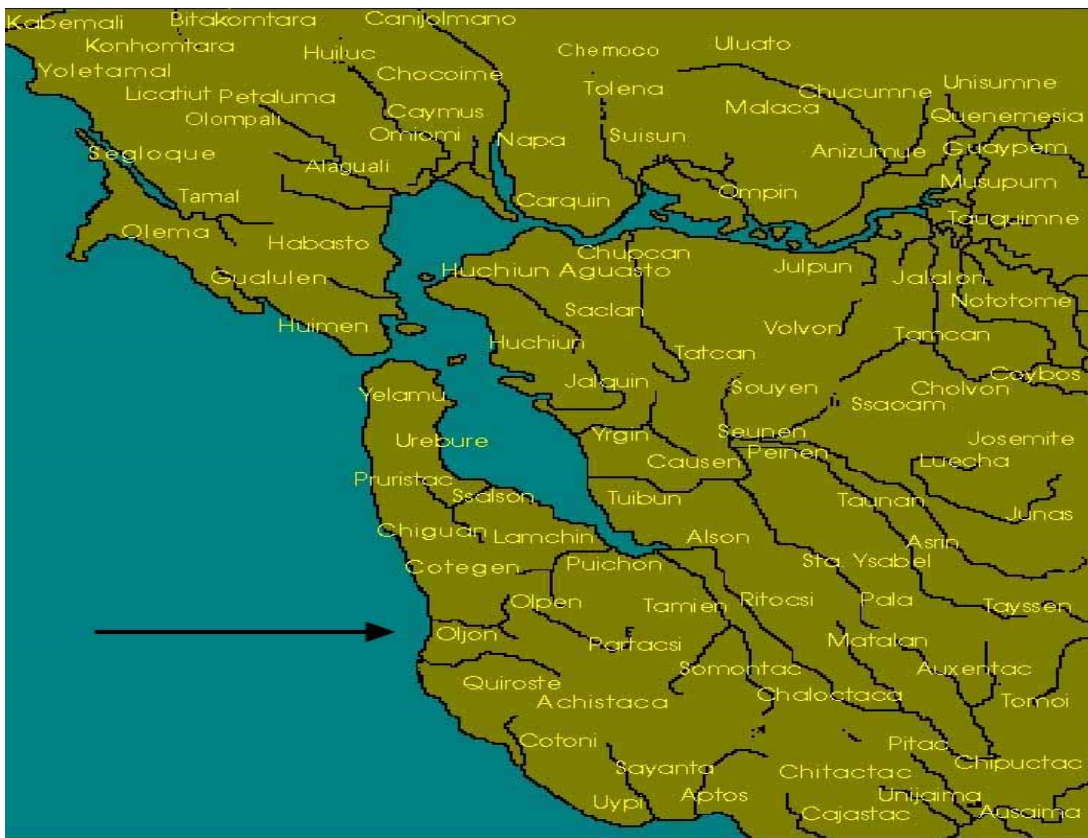 Kabemali Bitakomtara Canijolmano
Konhomtara Huiluc Chemoco Uluato
Yoletamal Chocoime Tolena Chucumne Unisumne
Licatiut Petaluma Caymus Malaca Quenemesia
Olompali Omiomi Napa Suisun Anizumue Guaypem
Segloque Alaguali Musupum
Tamal Carquin Ompin Tauquimne
Olema Habasto Chupcan
Gualulen Huchiun Aguasto Julpun Jalalon
Huimen Saclan Volvon Tamcan Nototome
Huchiun Tatcan Coybos
Yelamu Jalquin Souyen Cholvon
Ssaoam
Urebure Yrgin Seunen Josemite
Pruristac Causen Peinen Luecha
Ssalson Tuibun Taunan Junas
Chiguan Lamchin Alson Asrin
Cotegen Puichon Sta. Ysabel
Olpen Tamien Ritocsi Pala Tayssen
Oljon Partacsi Matalan
Quiroste Somontac Auxentac
Achistaca Chaloctaca Tomoi
Cotoni Pitac
Sayanta Chitactac Chipuctac
Uypi Aptos Cajastac Unijaima Ausaima